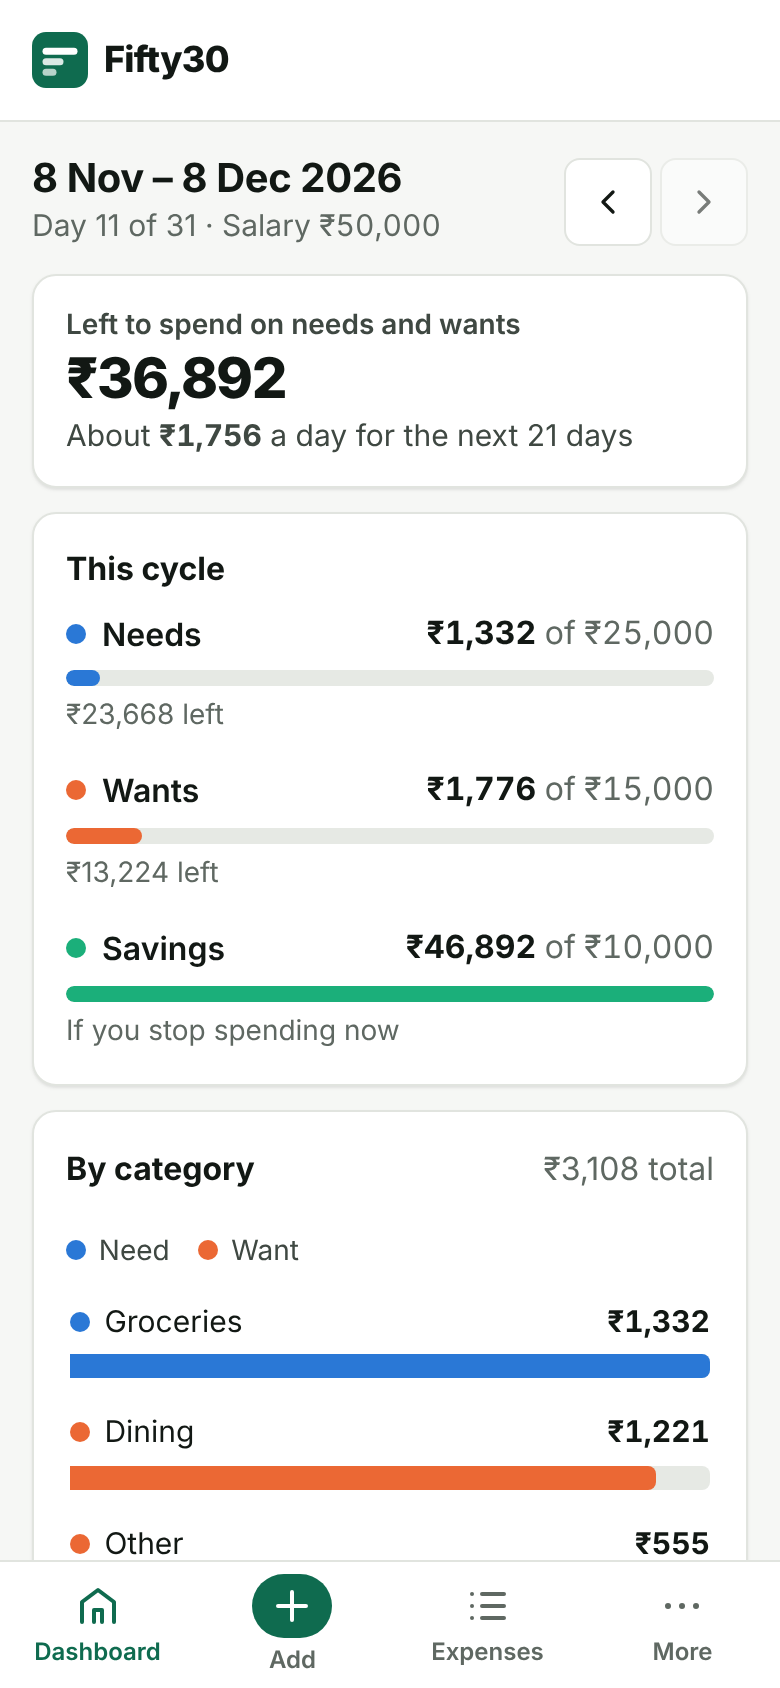 Fifty30
8 Nov – 8 Dec 2026
Day 11 of 31 · Salary ₹50,000
Left to spend on needs and wants
₹36,892
About ₹1,756 a day for the next 21 days
This cycle
Needs ₹1,332 of ₹25,000
₹23,668 left
Wants ₹1,776 of ₹15,000
₹13,224 left
Savings ₹46,892 of ₹10,000
If you stop spending now
By category ₹3,108 total
Need Want
Groceries ₹1,332
Dining ₹1,221
Other ₹555
Dashboard Add Expenses More